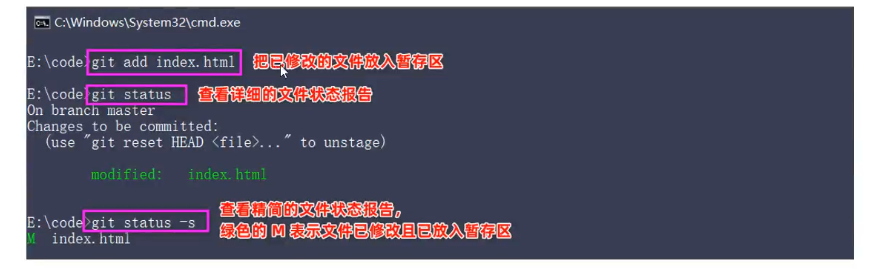 C:\Windows\System32\cmd.exe
E:\code>git add index.html 把已修改的文件放入暂存区
E:\code>git status 查看详细的文件状态报告
On branch master
Changes to be committed:
(use "git reset HEAD <file>..." to unstage)
modified: index.html
查看精简的文件状态报告，
E:\code>git status -s
绿色的 M 表示文件已修改且已放入暂存区
M index.html